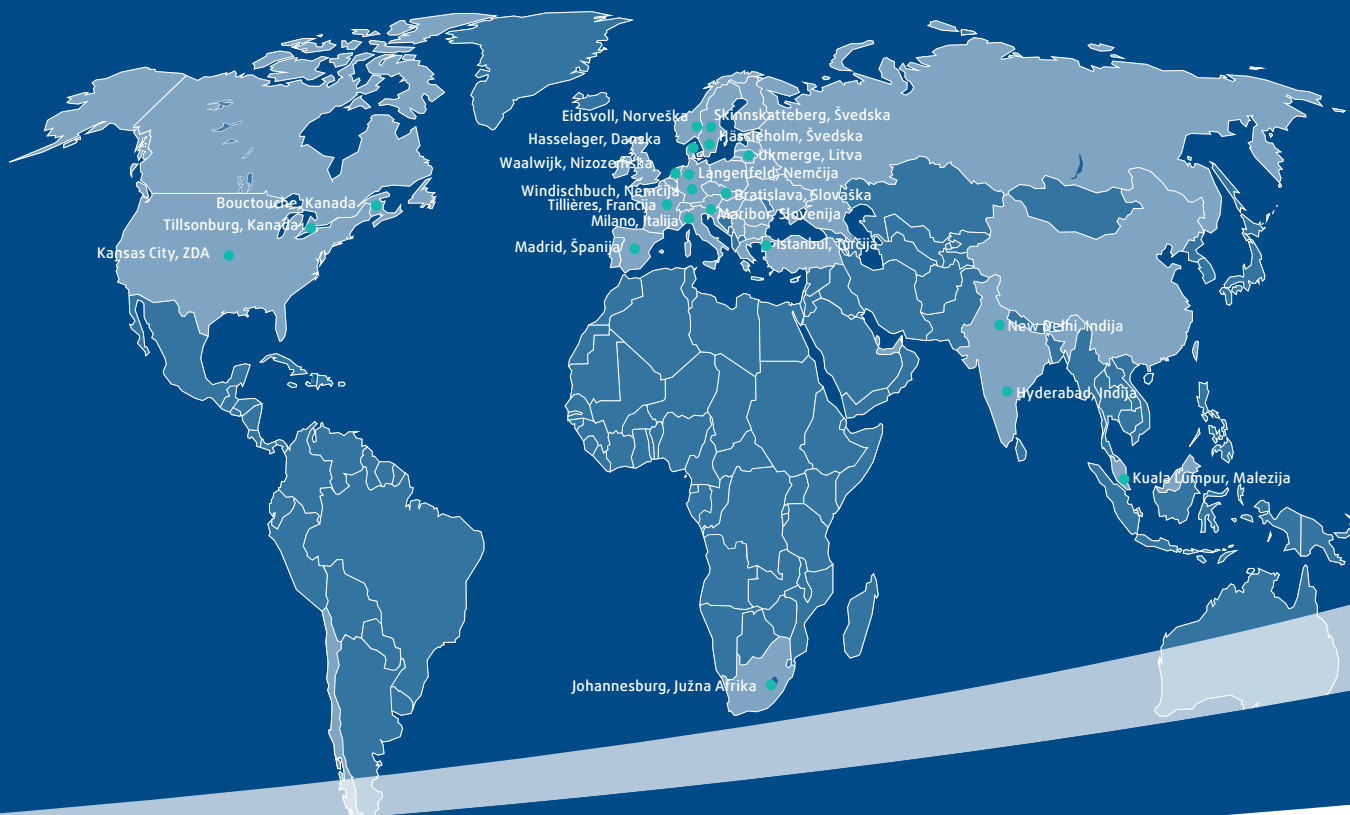 Eidsvoll, Norveška
Skinnskatteberg, Švedska
Hasselager, Danska
Hässleholm, Švedska
Ukmerge, Litva
Waalwijk, Nizozemska
Langenfeld, Nemčija
Windischbuch, Nemčija
Bratislava, Slovaška
Tillières, Francija
Maribor, Slovenija
Milano, Italija
Madrid, Španija
Istanbul, Turčija
Bouctouche, Kanada
Tillsonburg, Kanada
Kansas City, ZDA
New Delhi, Indija
Hyderabad, Indija
Kuala Lumpur, Malezija
Johannesburg, Južna Afrika